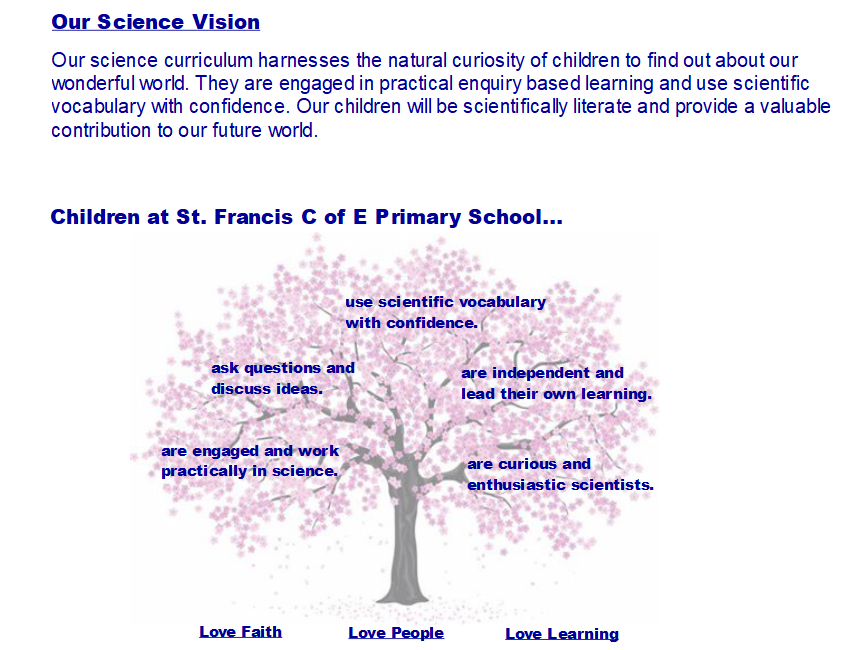 Our Science Vision
Our science curriculum harnesses the natural curiosity of children to find out about our
wonderful world. They are engaged in practical enquiry based learning and use scientific
vocabulary with confidence. Our children will be scientifically literate and provide a valuable
contribution to our future world.
Children at St. Francis C of E Primary School...
use scientific vocabulary
with confidence.
ask questions and
discuss ideas.
are independent and
lead their own learning.
are engaged and work
practically in science.
are curious and
enthusiastic scientists.
Love Faith
Love People
Love Learning